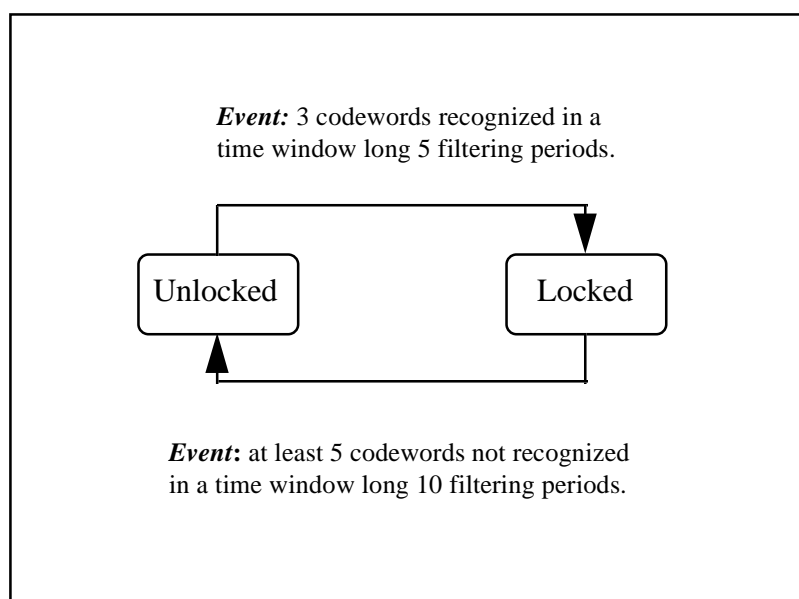 Event: 3 codewords recognized in a
time window long 5 filtering periods.
Unlocked
Locked
Event: at least 5 codewords not recognized
in a time window long 10 filtering periods.